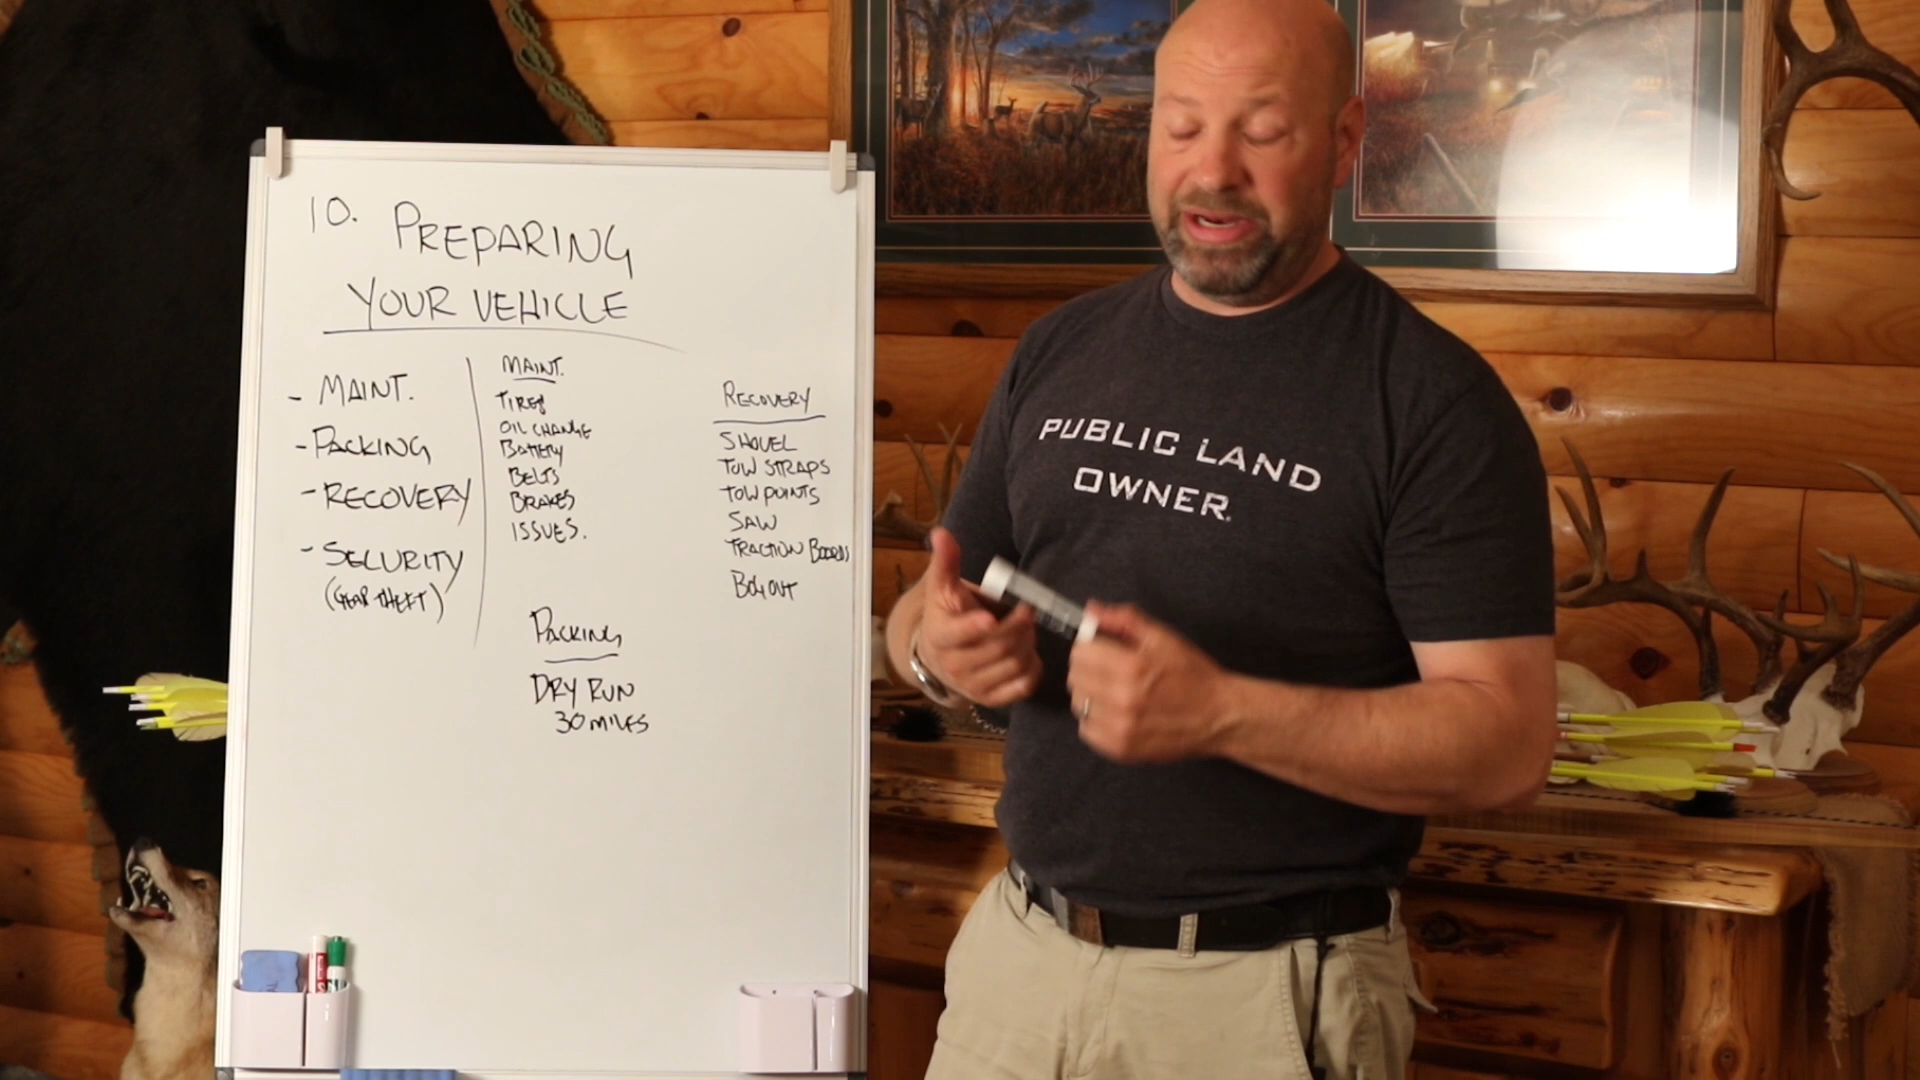 10. PREPARING
YOUR VEHICLE
- MAINT.
- PACKING
- RECOVERY
- SECURITY
(GEAR THEFT)
MAINT.
TIRES
OIL CHANGE
BATTERY
BELTS
BRAKES
ISSUES.
PACKING
DRY RUN
30 MILES
RECOVERY
SHOVEL
TOW STRAPS
TOW POINTS
SAW
TRACTION BOARDS
BOGOUT
PUBLIC LAND
OWNER.